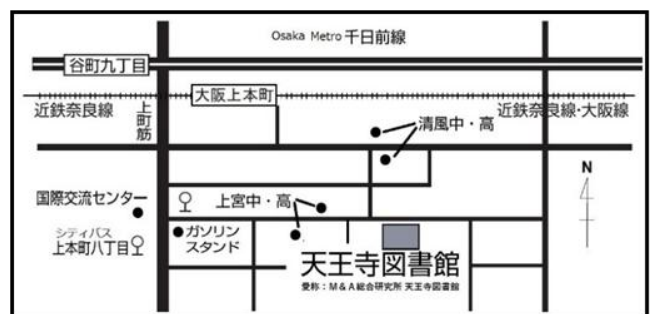 Osaka Metro 千日前線
谷町九丁目
大阪上本町
近鉄奈良線
上町筋
清風中・高
近鉄奈良線・大阪線
N
国際交流センター
上宮中・高
シティバス
上本町八丁目
ガソリン
スタンド
天王寺図書館
愛称：M&A総合研究所 天王寺図書館